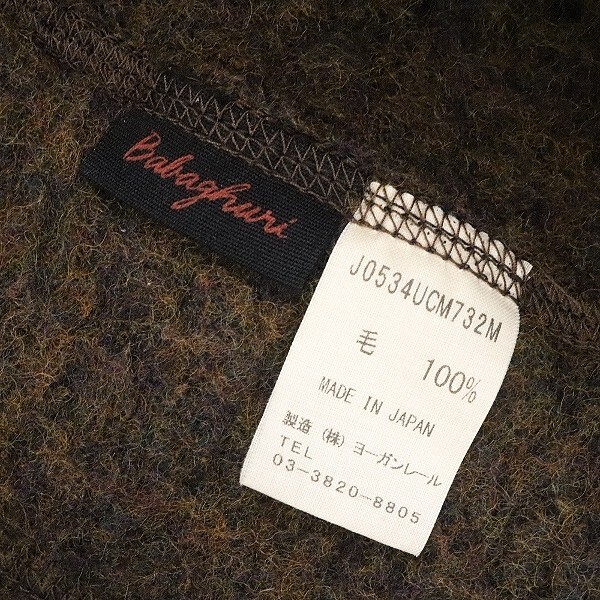 Babaghuri
J0534UCM732M
毛 100%
MADE IN JAPAN
製造 (株) ヨーガンレール
TEL
03-3820-8805